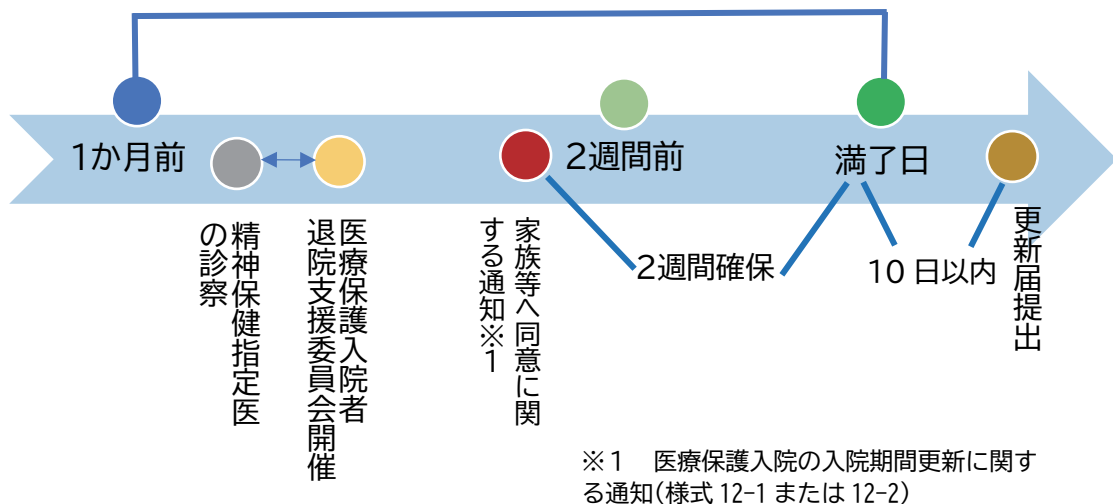 1か月前
2週間前
満了日
精神保健指定医
の診察
医療保護入院者
退院支援委員会開催
家族等へ同意に関
する通知※1
2週間確保
10日以内
更新届提出
※1　医療保護入院の入院期間更新に関す
る通知(様式 12-1 または 12-2)